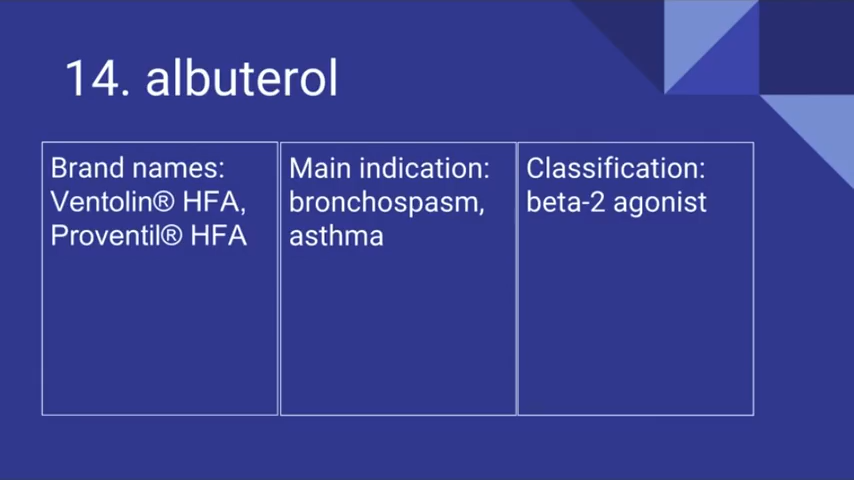 14. albuterol
Brand names:
Ventolin® HFA,
Proventil® HFA
Main indication:
bronchospasm,
asthma
Classification:
beta-2 agonist